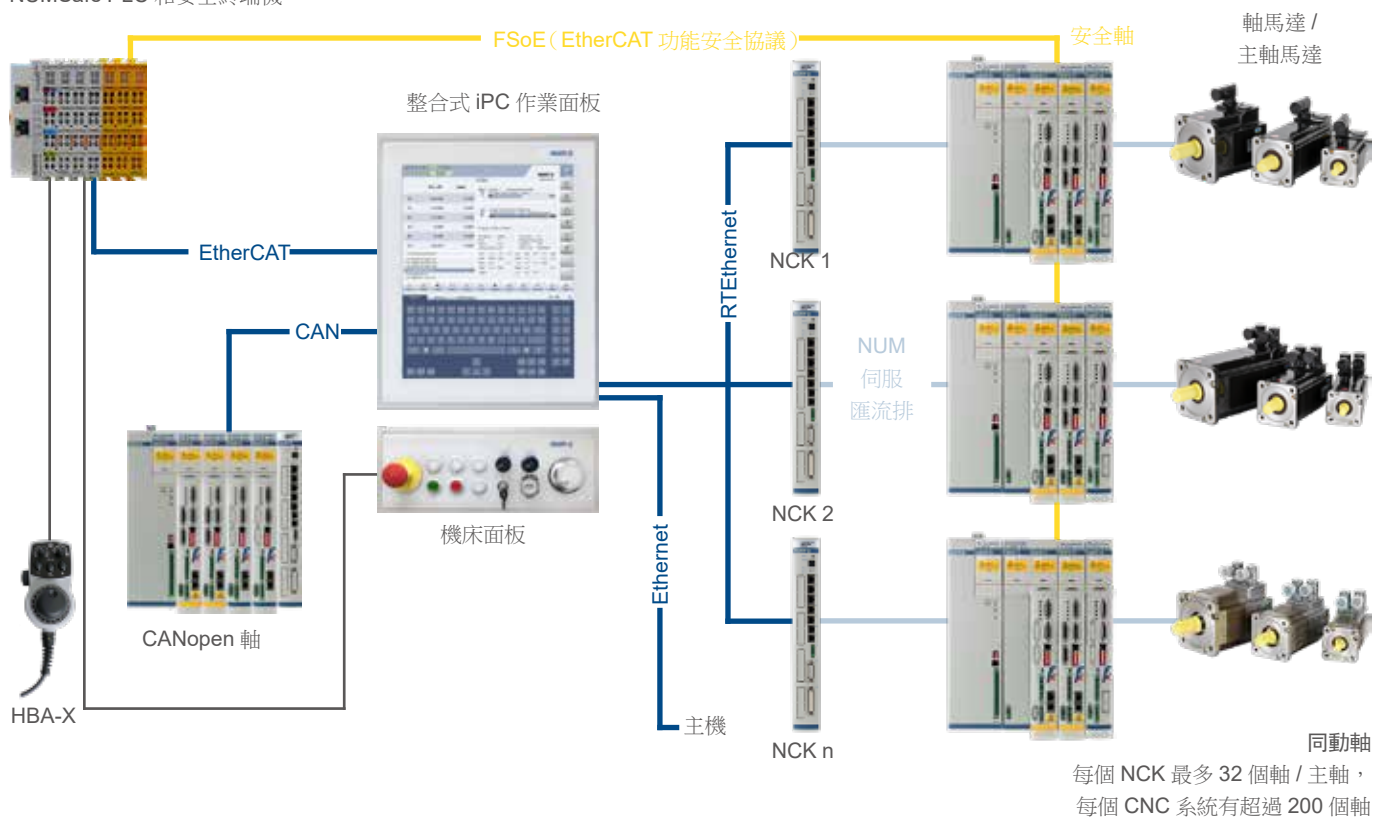 FSoE（EtherCAT 功能安全協議）
安全軸
軸馬達 /
主軸馬達
整合式 iPC 作業面板
EtherCAT
CAN
RTEthernet
NCK 1
NUM
伺服
匯流排
NCK 2
機床面板
Ethernet
CANopen 軸
HBA-X
主機
NCK n
同動軸
每個 NCK 最多 32 個軸 / 主軸，
每個 CNC 系統有超過 200 個軸